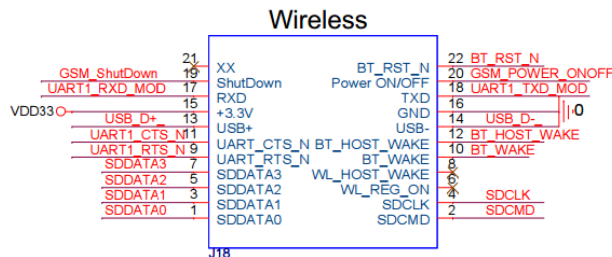 Wireless
21 XX BT_RST_N 22 BT_RST_N
GSM_ShutDown 19 ShutDown Power ON/OFF 20 GSM_POWER_ONOFF
UART1_RXD_MOD 17 RXD TXD 18 UART1_TXD_MOD
VDD33 15 +3.3V GND 16 0
USB_D+ 13 USB+ USB- 14 USB_D-
UART1_CTS_N 11 UART_CTS_N BT_HOST_WAKE 12 BT_HOST_WAKE
UART1_RTS_N 9 UART_RTS_N BT_WAKE 10 BT_WAKE
SDDATA3 7 SDDATA3 WL_HOST_WAKE 8
SDDATA2 5 SDDATA2 WL_REG_ON 6
SDDATA1 3 SDDATA1 SDCLK 4 SDCLK
SDDATA0 1 SDDATA0 SDCMD 2 SDCMD
J18